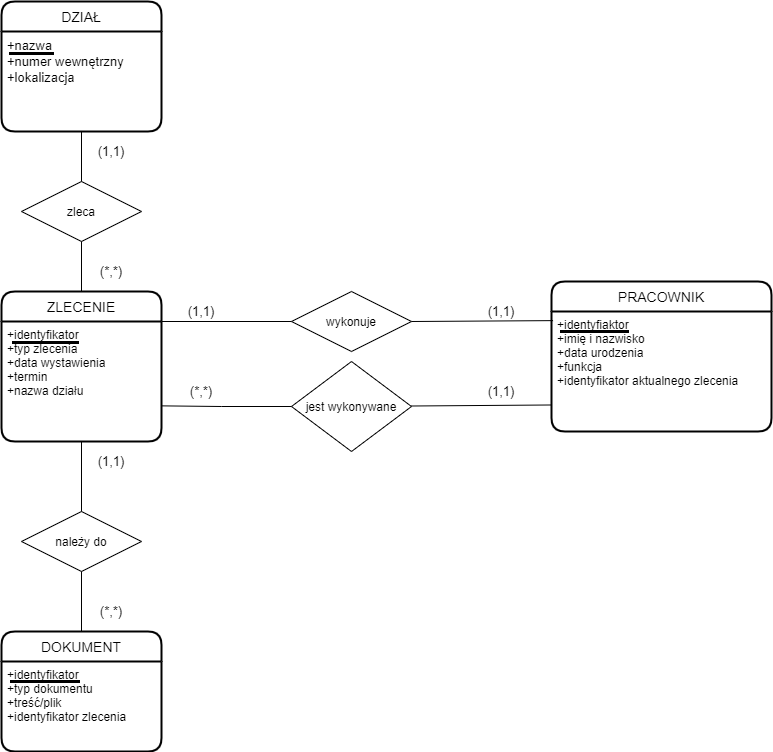 DZIAŁ
+nazwa
+numer wewnętrzny
+lokalizacja
(1,1)
zleca
(*,*)
ZLECENIE
+identyfikator
+typ zlecenia
+data wystawienia
+termin
+nazwa działu
(1,1)
wykonuje
(1,1)
(*,*)
jest wykonywane
(1,1)
PRACOWNIK
+identyfiaktor
+imię i nazwisko
+data urodzenia
+funkcja
+identyfikator aktualnego zlecenia
(1,1)
należy do
(*,*)
DOKUMENT
+identyfikator
+typ dokumentu
+treść/plik
+identyfikator zlecenia